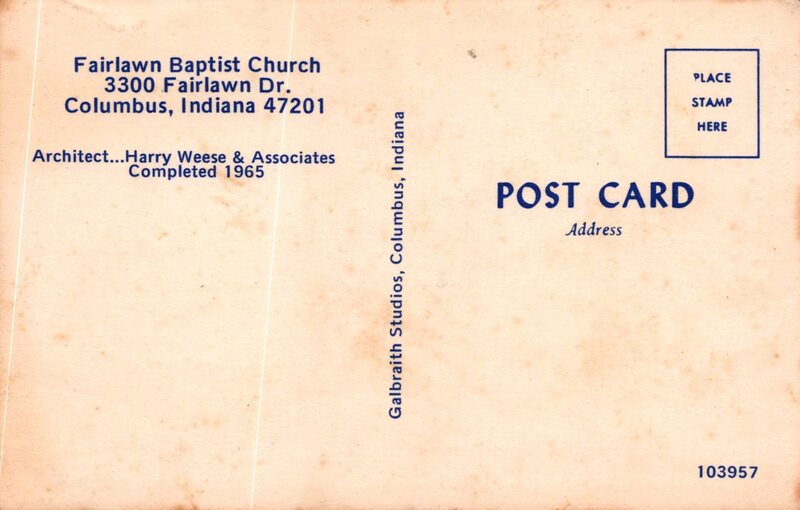 Fairlawn Baptist Church
3300 Fairlawn Dr.
Columbus, Indiana 47201
Architect...Harry Weese & Associates
Completed 1965
Galbraith Studios, Columbus, Indiana
PLACE
STAMP
HERE
POST CARD
Address
103957